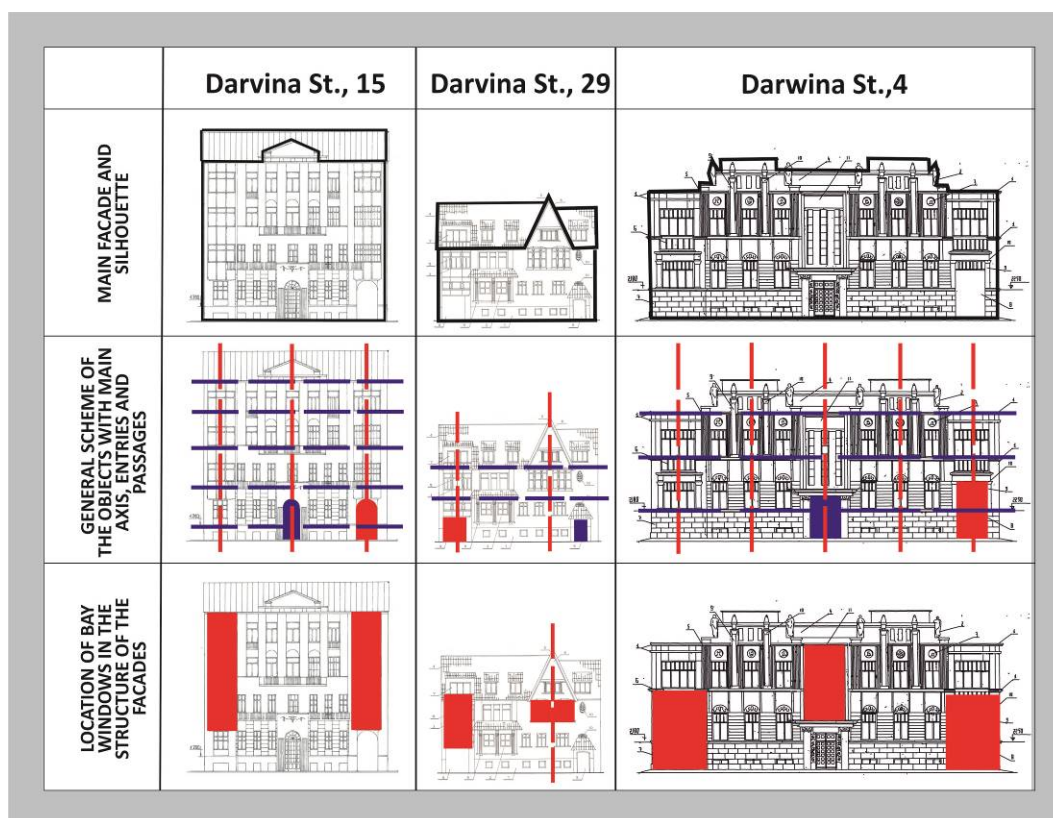 Darvina St., 15
Darvina St., 29
Darwina St.,4
MAIN FACADE AND
SILHOUETTE
GENERAL SCHEME OF
THE OBJECTS WITH MAIN
AXIS, ENTRIES AND
PASSAGES
LOCATION OF BAY
WINDOWS IN THE
STRUCTURE OF THE
FACADES